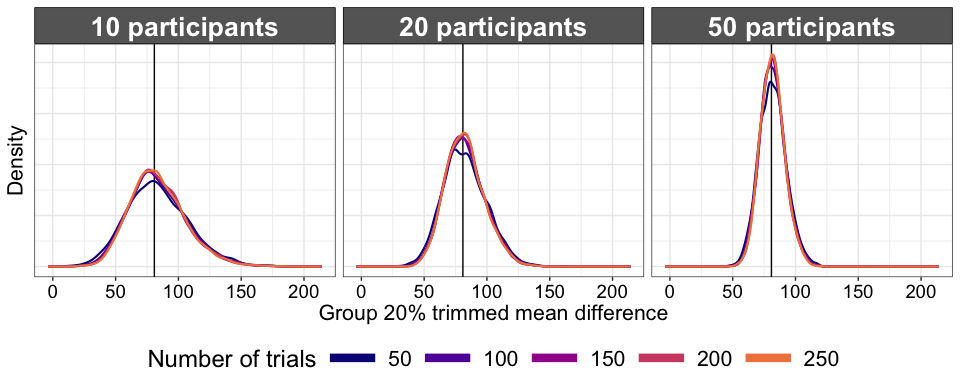 10 participants
20 participants
50 participants
Density
0 50 100 150 200
0 50 100 150 200
0 50 100 150 200
Group 20% trimmed mean difference
Number of trials 50 100 150 200 250